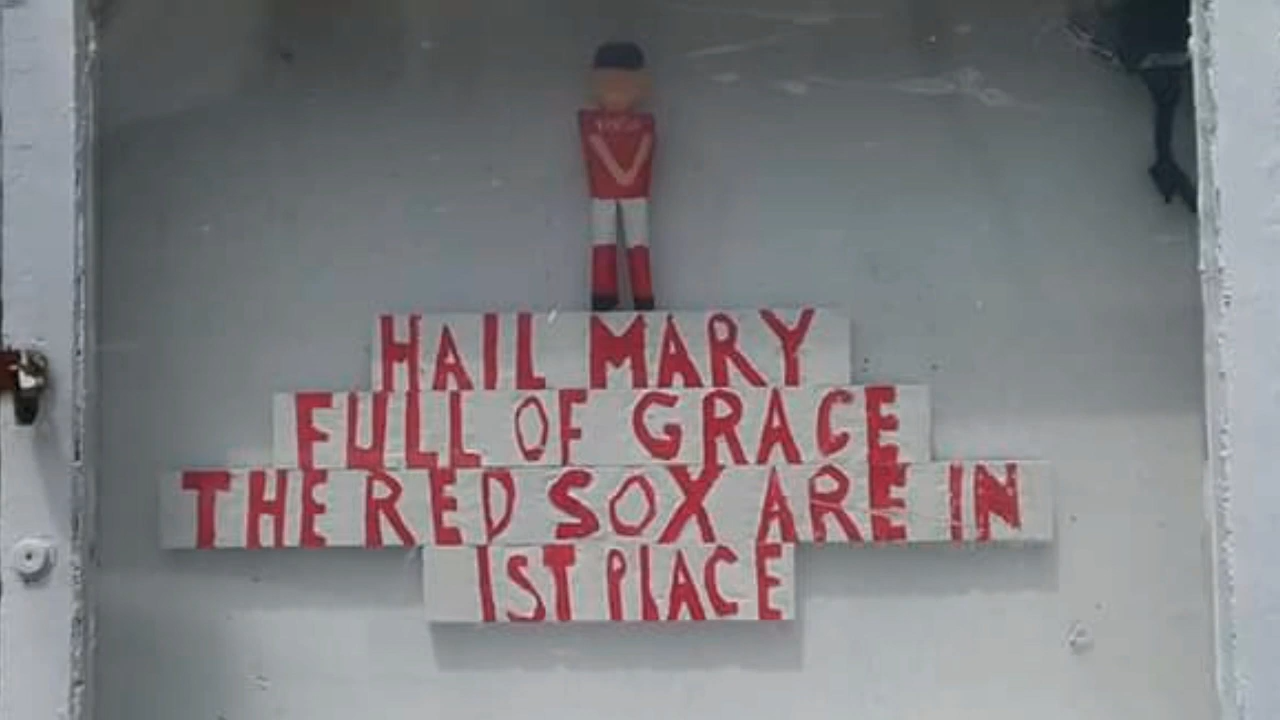 HAIL MARY
FULL OF GRACE
THE RED SOX ARE IN
1ST PLACE